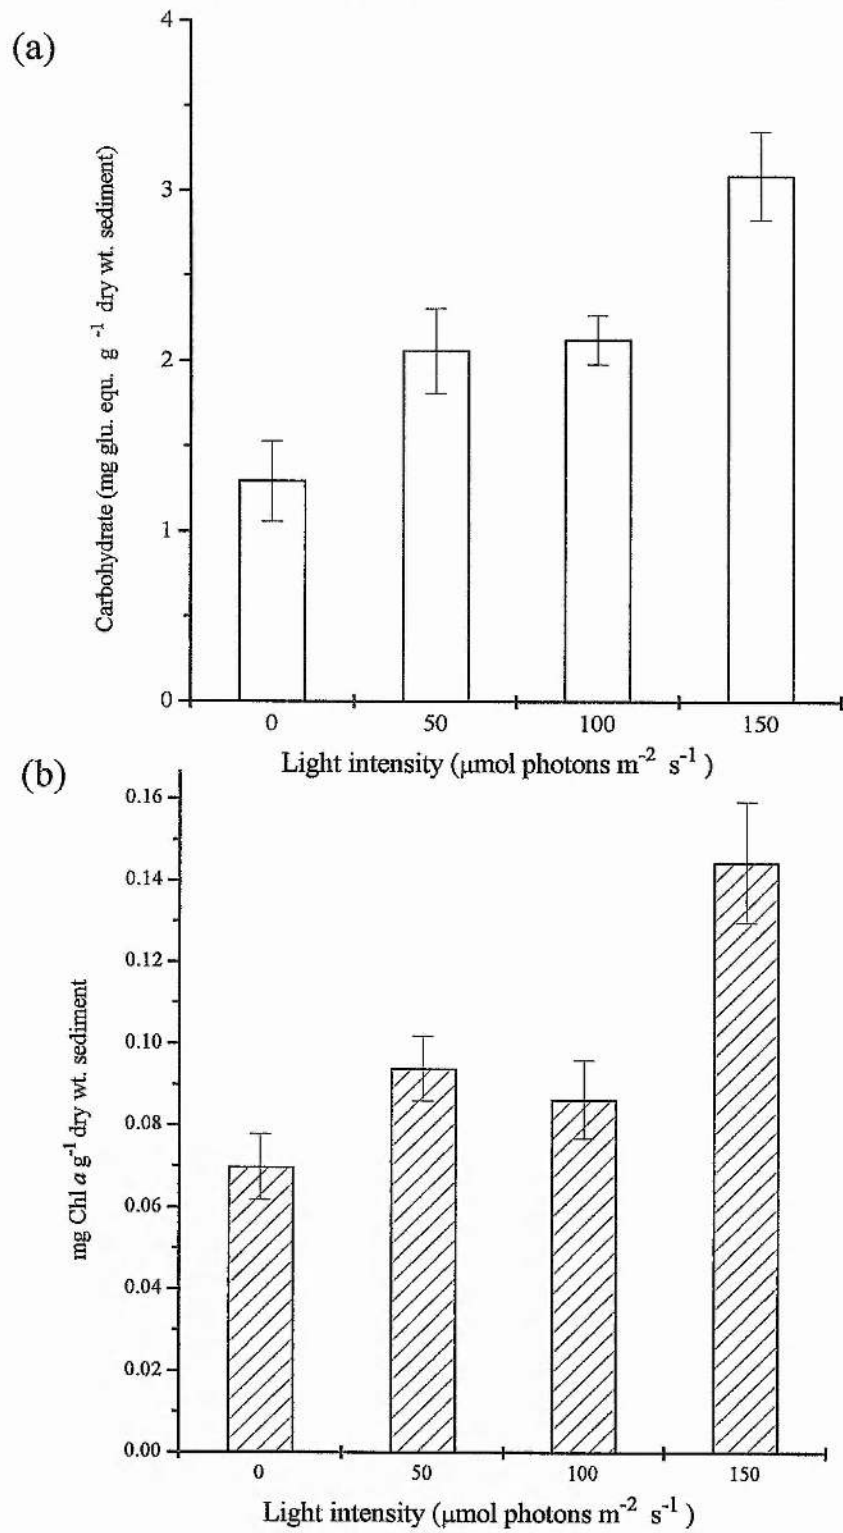 (a)
4
3
2
1
0
Carbohydrate (mg glu. equ. g⁻¹ dry wt. sediment)
0 50 100 150
Light intensity (μmol photons m⁻² s⁻¹ )
(b)
0.16
0.14
0.12
0.10
0.08
0.06
0.04
0.02
0.00
mg Chl a g⁻¹ dry wt. sediment
0 50 100 150
Light intensity (μmol photons m⁻² s⁻¹ )